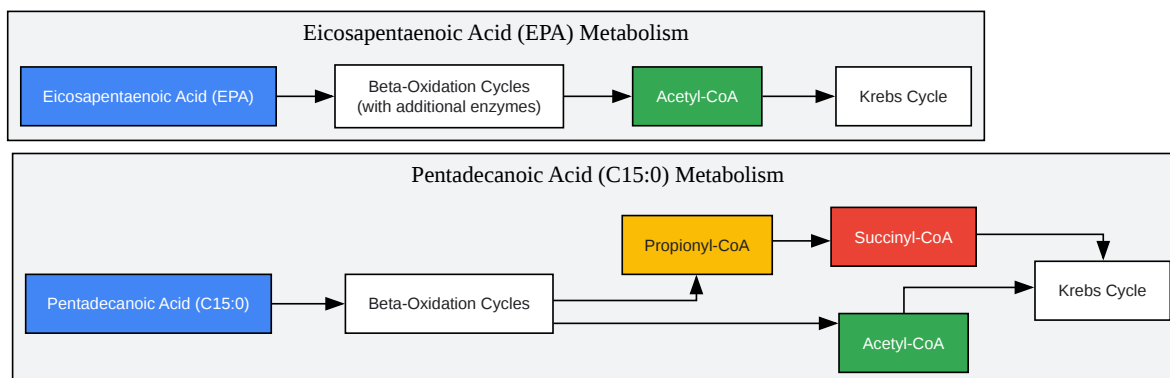 Eicosapentaenoic Acid (EPA) Metabolism
Eicosapentaenoic Acid (EPA)
Beta-Oxidation Cycles
(with additional enzymes)
Acetyl-CoA
Krebs Cycle
Pentadecanoic Acid (C15:0) Metabolism
Pentadecanoic Acid (C15:0)
Beta-Oxidation Cycles
Propionyl-CoA
Succinyl-CoA
Acetyl-CoA
Krebs Cycle